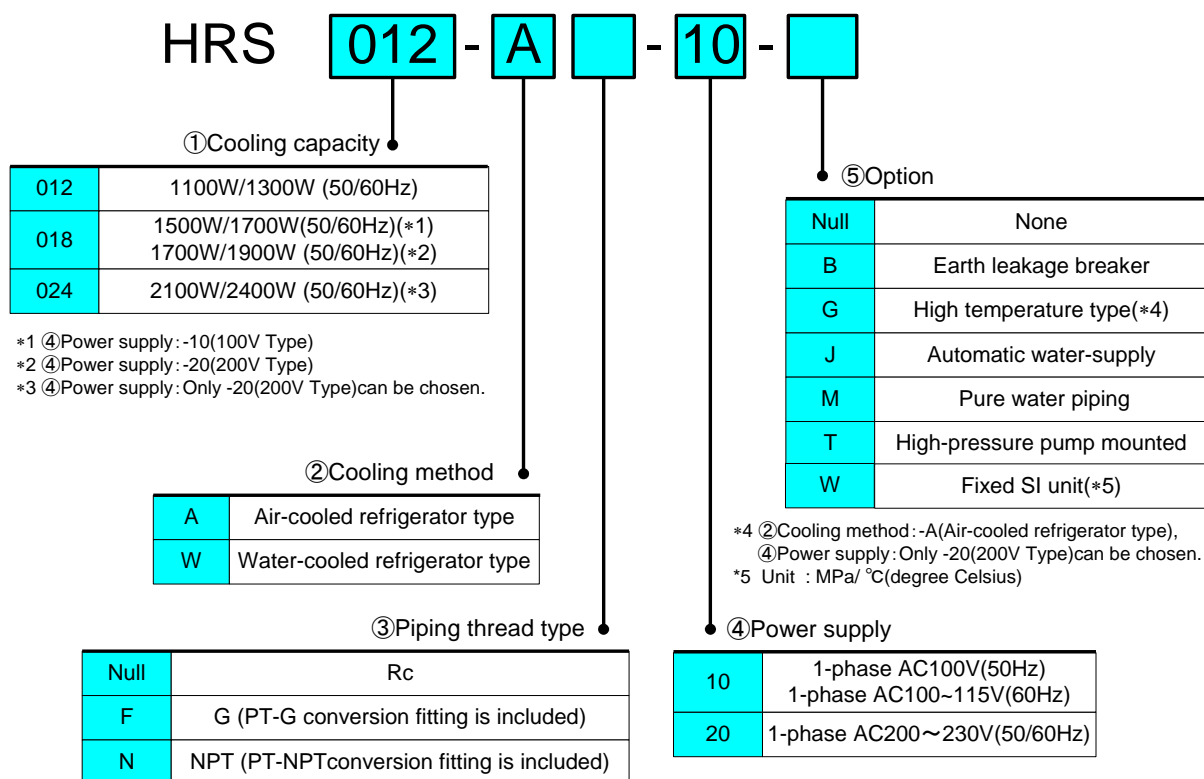 HRS 012 - A - 10 -
①Cooling capacity
012 1100W/1300W (50/60Hz)
018 1500W/1700W(50/60Hz)(*1)
1700W/1900W (50/60Hz)(*2)
024 2100W/2400W (50/60Hz)(*3)
*1 ④Power supply:-10(100V Type)
*2 ④Power supply:-20(200V Type)
*3 ④Power supply:Only -20(200V Type)can be chosen.
⑤Option
Null None
B Earth leakage breaker
G High temperature type(*4)
J Automatic water-supply
M Pure water piping
T High-pressure pump mounted
W Fixed SI unit(*5)
*4 ②Cooling method:-A(Air-cooled refrigerator type),
④Power supply:Only -20(200V Type)can be chosen.
*5 Unit : MPa/ ℃(degree Celsius)
②Cooling method
A Air-cooled refrigerator type
W Water-cooled refrigerator type
③Piping thread type
Null Rc
F G (PT-G conversion fitting is included)
N NPT (PT-NPTconversion fitting is included)
④Power supply
10 1-phase AC100V(50Hz)
1-phase AC100~115V(60Hz)
20 1-phase AC200～230V(50/60Hz)